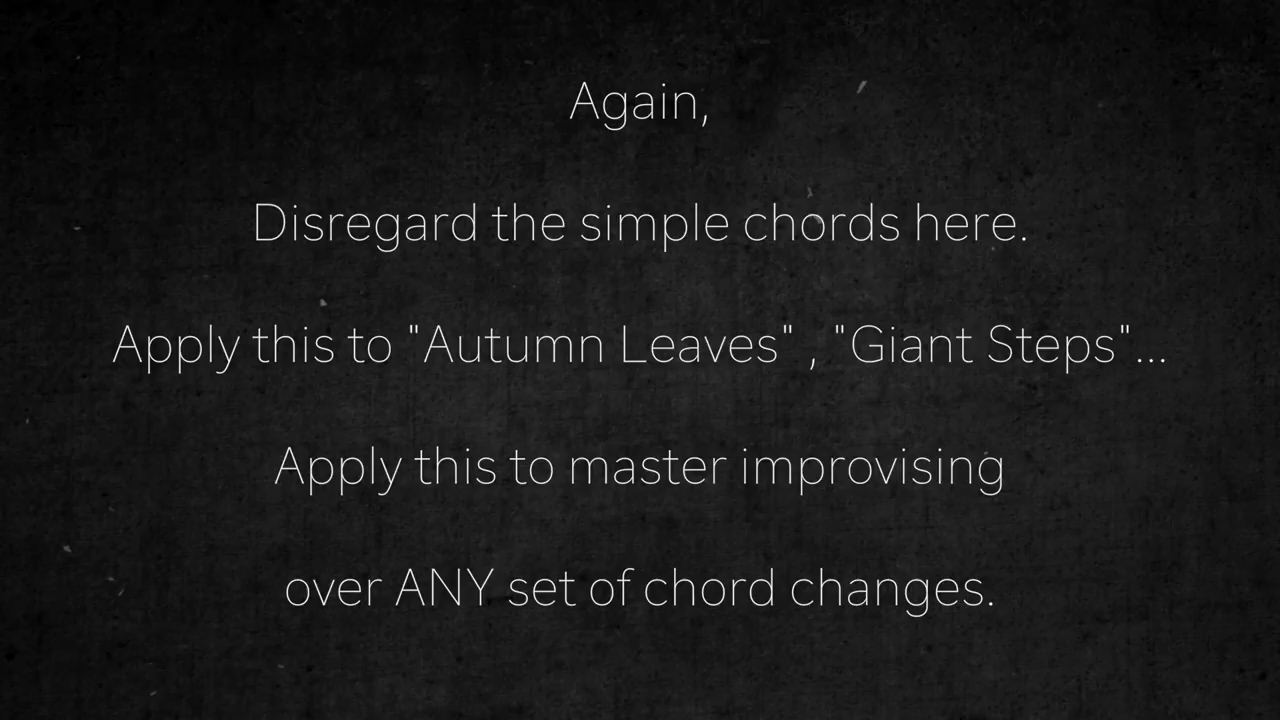 Again,
Disregard the simple chords here.
Apply this to "Autumn Leaves" , "Giant Steps"...
Apply this to master improvising
over ANY set of chord changes.